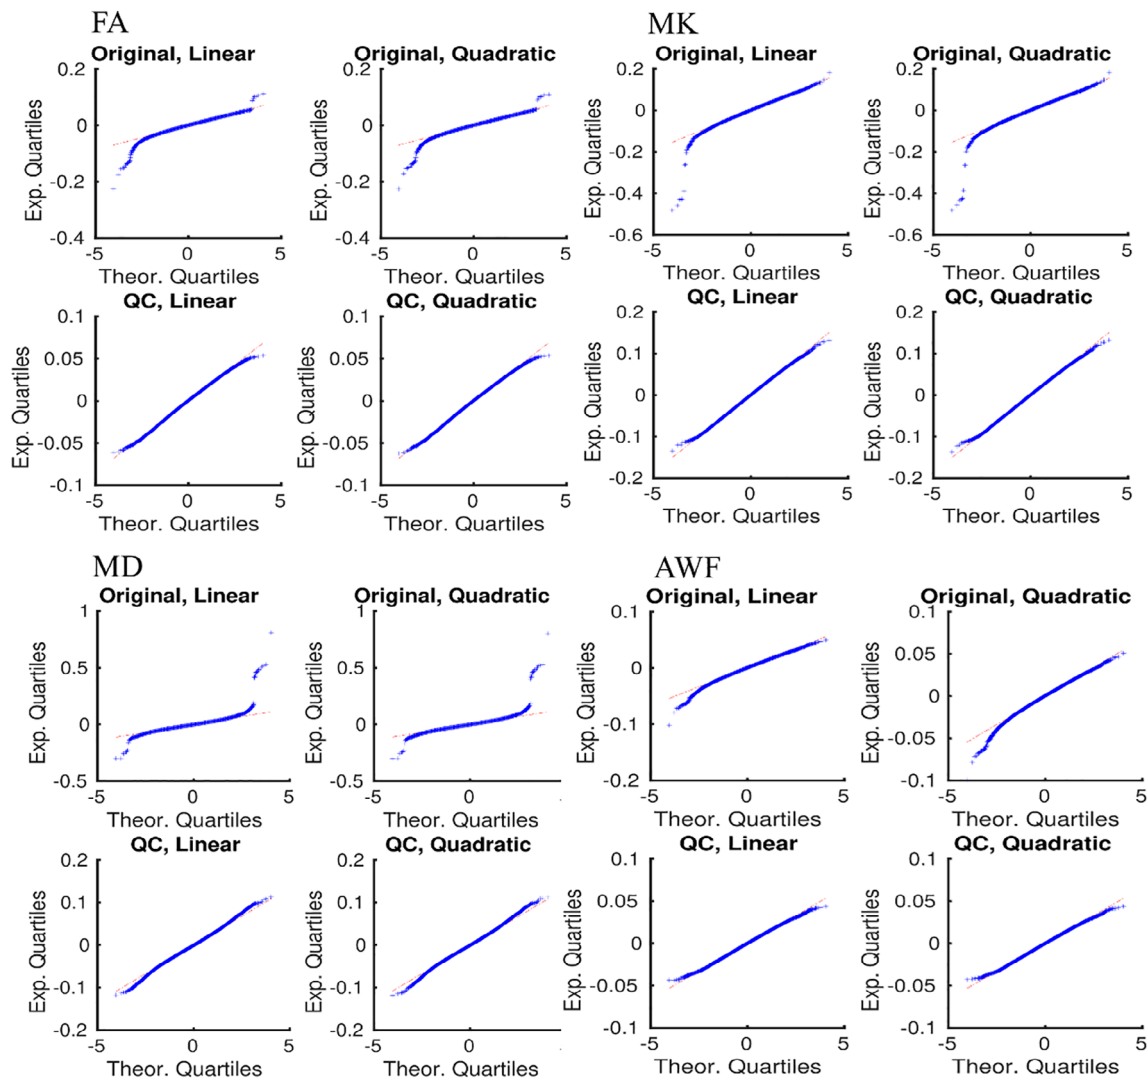 FA
Original, Linear
0.2
0
-0.2
-0.4
-5 0 5
Exp. Quartiles
Theor. Quartiles
Original, Quadratic
0.2
0
-0.2
-0.4
-5 0 5
Exp. Quartiles
Theor. Quartiles
QC, Linear
0.1
0.05
0
-0.05
-0.1
-5 0 5
Exp. Quartiles
Theor. Quartiles
QC, Quadratic
0.1
0.05
0
-0.05
-0.1
-5 0 5
Exp. Quartiles
Theor. Quartiles
MK
Original, Linear
0.2
0
-0.2
-0.4
-0.6
-5 0 5
Exp. Quartiles
Theor. Quartiles
Original, Quadratic
0.2
0
-0.2
-0.4
-0.6
-5 0 5
Exp. Quartiles
Theor. Quartiles
QC, Linear
0.2
0.1
0
-0.1
-0.2
-5 0 5
Exp. Quartiles
Theor. Quartiles
QC, Quadratic
0.2
0.1
0
-0.1
-0.2
-5 0 5
Exp. Quartiles
Theor. Quartiles
MD
Original, Linear
1
0.5
0
-0.5
-5 0 5
Exp. Quartiles
Theor. Quartiles
Original, Quadratic
1
0.5
0
-0.5
-5 0 5
Exp. Quartiles
Theor. Quartiles
QC, Linear
0.2
0.1
0
-0.1
-0.2
-5 0 5
Exp. Quartiles
Theor. Quartiles
QC, Quadratic
0.2
0.1
0
-0.1
-0.2
-5 0 5
Exp. Quartiles
Theor. Quartiles
AWF
Original, Linear
0.1
0
-0.1
-0.2
-5 0 5
Exp. Quartiles
Theor. Quartiles
Original, Quadratic
0.1
0.05
0
-0.05
-0.1
-5 0 5
Exp. Quartiles
Theor. Quartiles
QC, Linear
0.1
0.05
0
-0.05
-0.1
-5 0 5
Exp. Quartiles
Theor. Quartiles
QC, Quadratic
0.1
0.05
0
-0.05
-0.1
-5 0 5
Exp. Quartiles
Theor. Quartiles